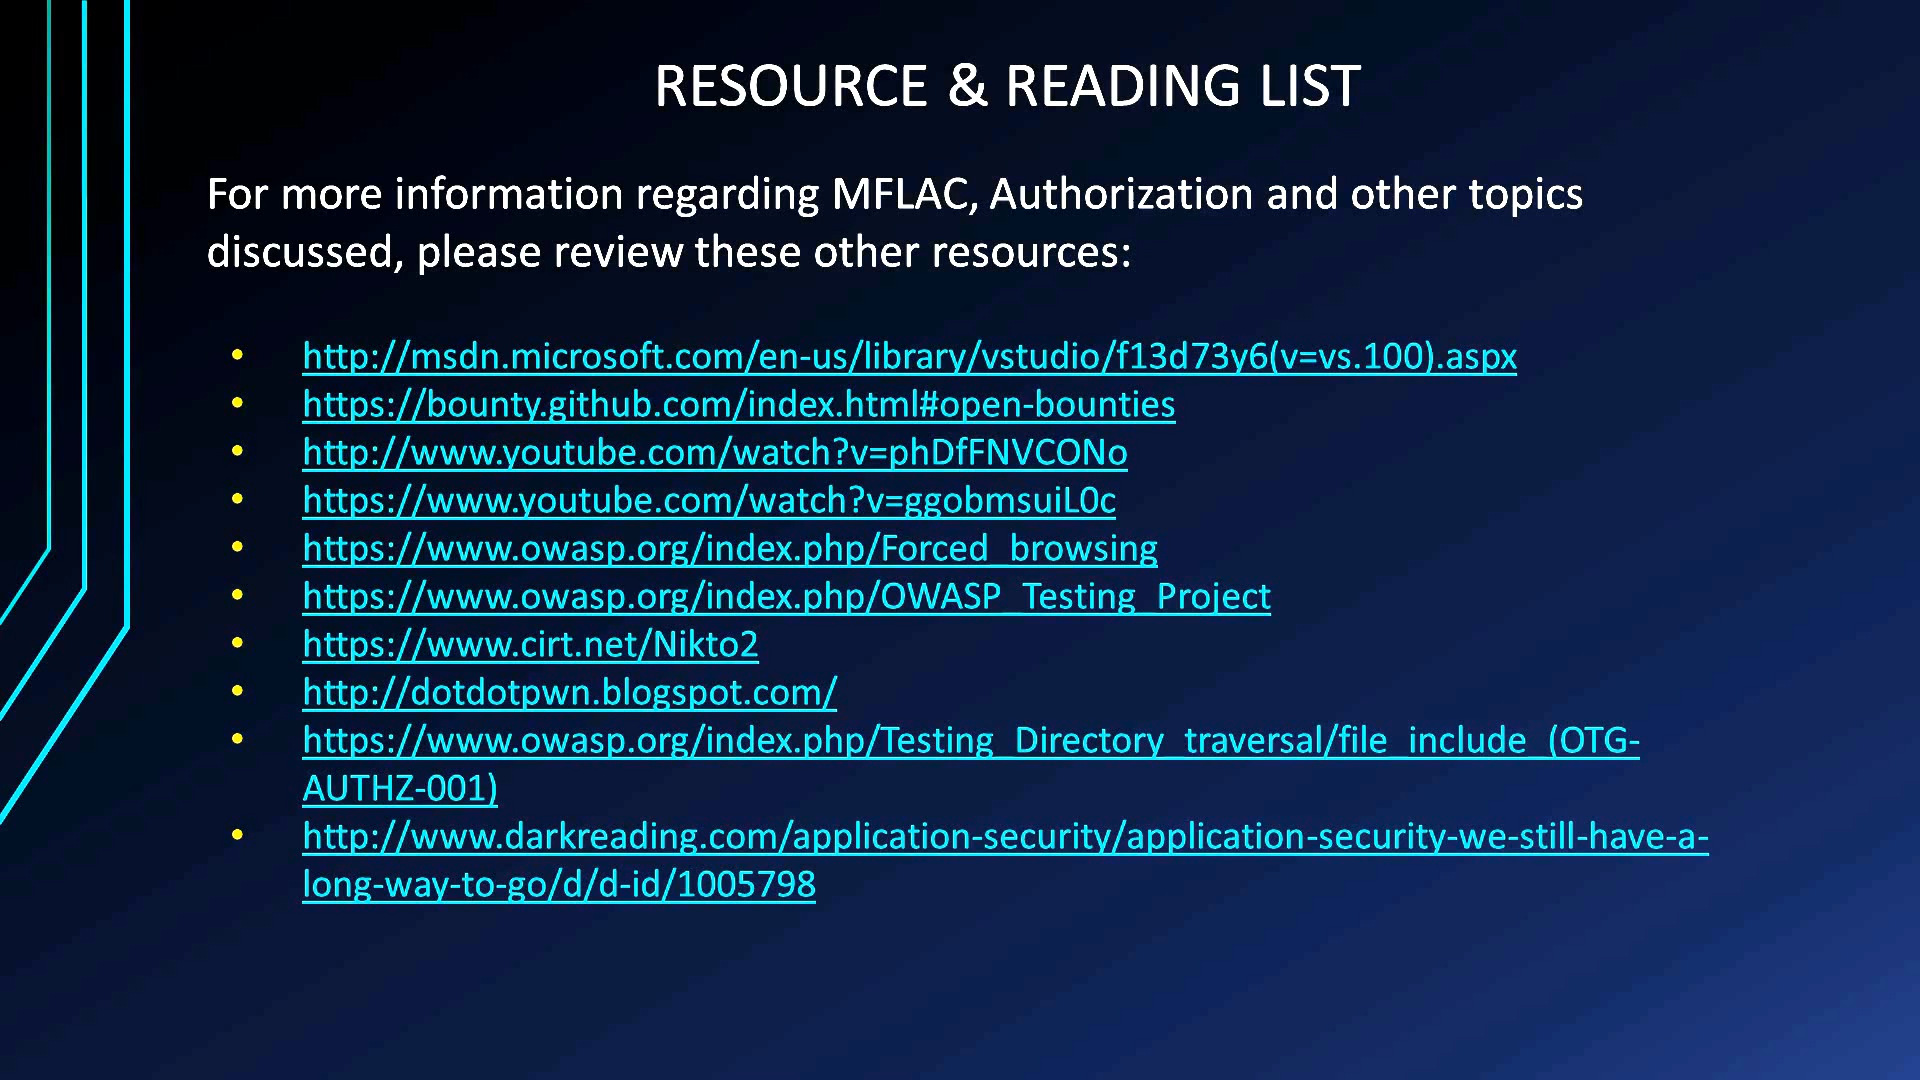 RESOURCE & READING LIST
For more information regarding MFLAC, Authorization and other topics
discussed, please review these other resources:
• http://msdn.microsoft.com/en-us/library/vstudio/f13d73y6(v=vs.100).aspx
• https://bounty.github.com/index.html#open-bounties
• http://www.youtube.com/watch?v=phDfFNVCONo
• https://www.youtube.com/watch?v=ggobmsuiL0c
• https://www.owasp.org/index.php/Forced_browsing
• https://www.owasp.org/index.php/OWASP_Testing_Project
• https://www.cirt.net/Nikto2
• http://dotdotpwn.blogspot.com/
• https://www.owasp.org/index.php/Testing_Directory_traversal/file_include_(OTG-
AUTHZ-001)
• http://www.darkreading.com/application-security/application-security-we-still-have-a-
long-way-to-go/d/d-id/1005798